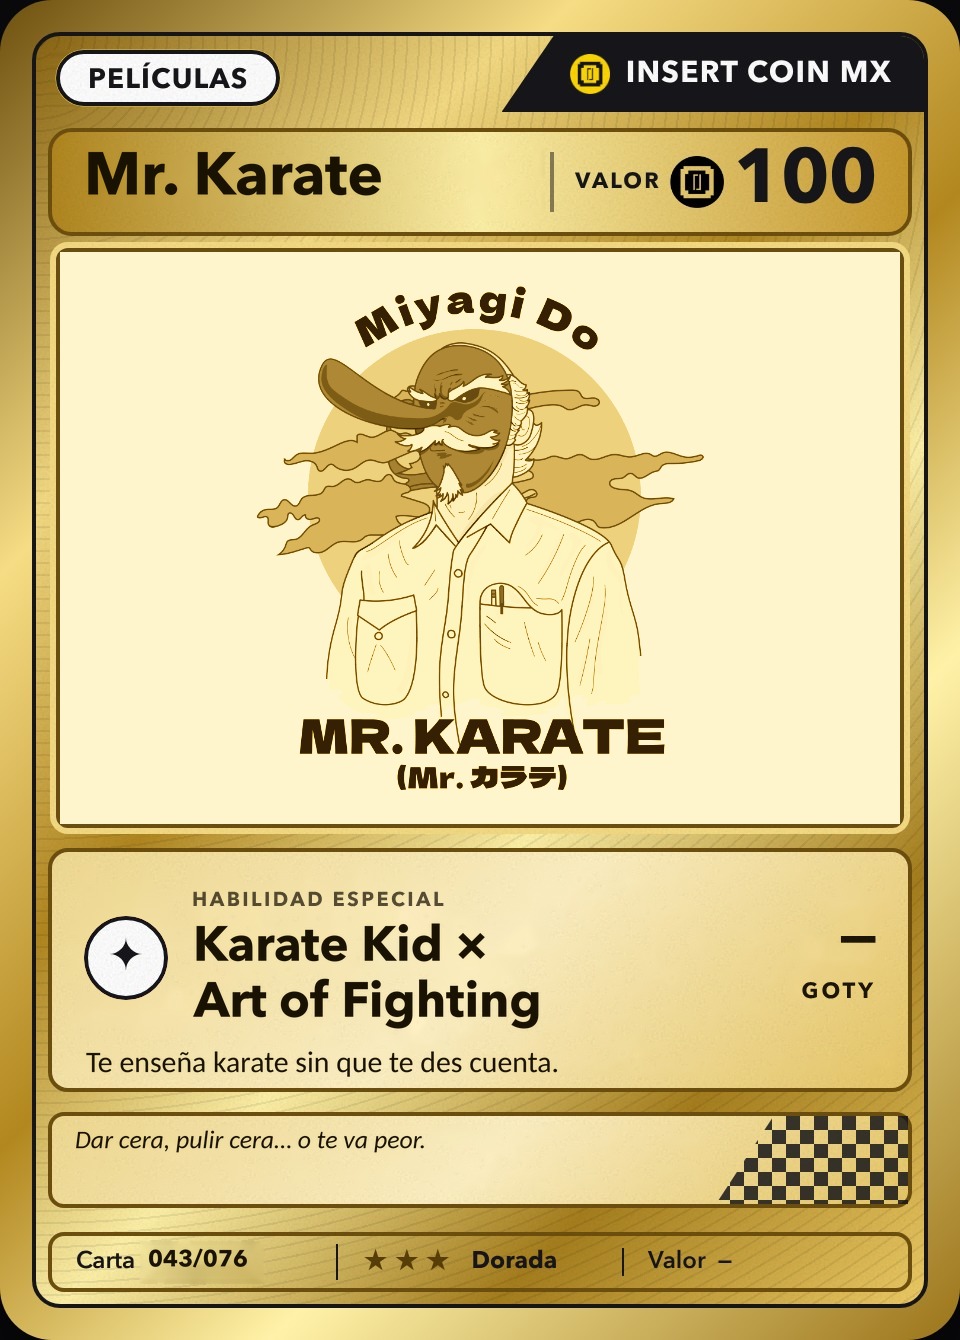 PELÍCULAS
INSERT COIN MX
Mr. Karate
VALOR 100
Miyagi Do
MR. KARATE
(Mr. カラテ)
HABILIDAD ESPECIAL
Karate Kid ×
Art of Fighting
—
GOTY
Te enseña karate sin que te des cuenta.
Dar cera, pulir cera... o te va peor.
Carta 043/076 ★★★ Dorada Valor –